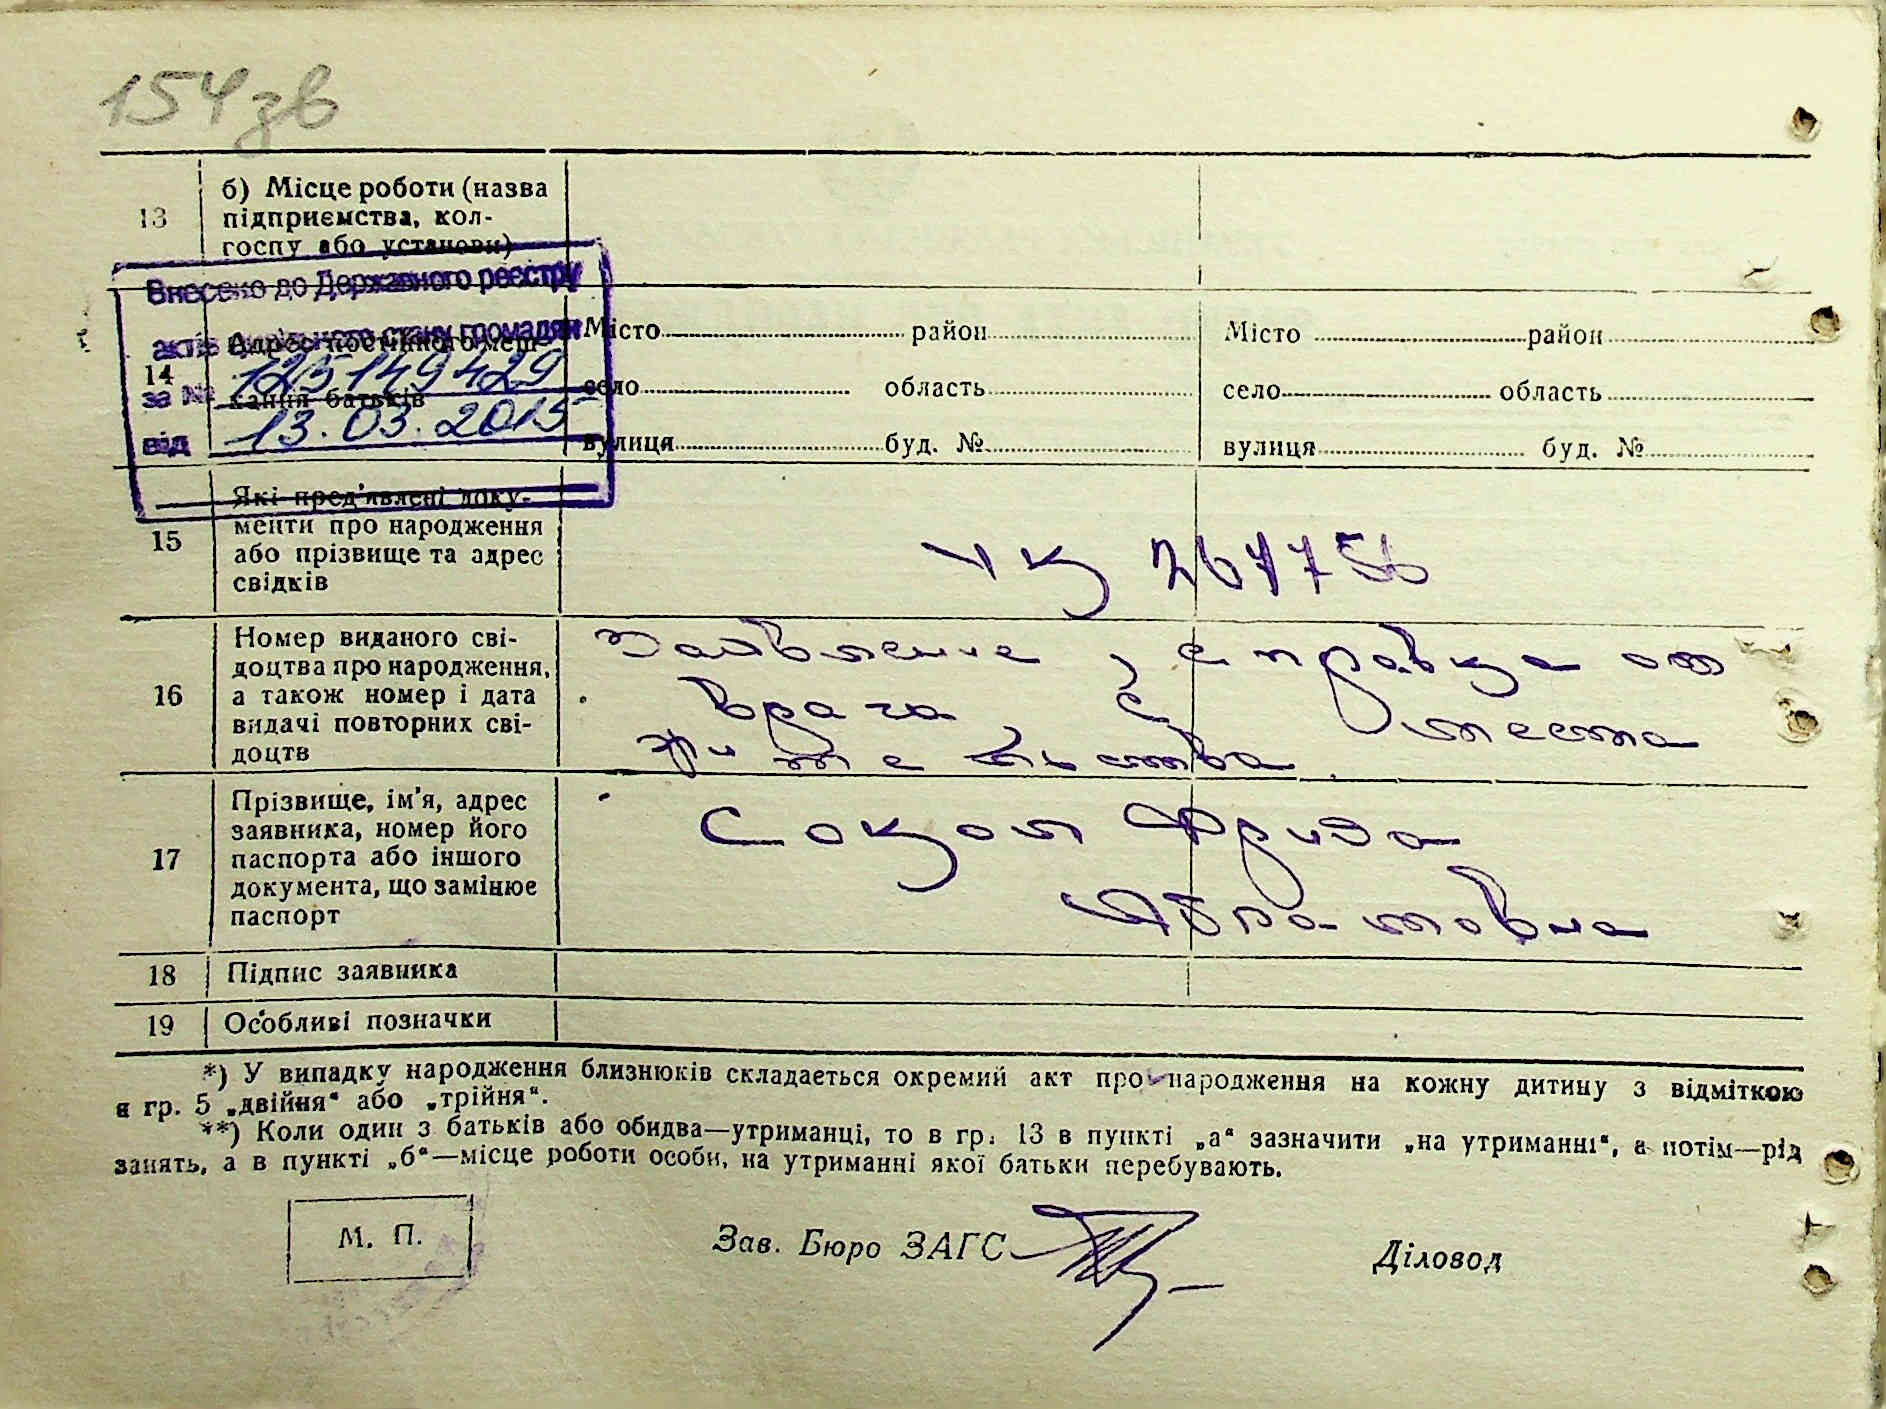 154 зв
13
б) Місце роботи (назва
підприємства, кол-
госпу або установи)
Внесено до Державного реєстру
актів цивільного стану громадян
за № 123149429
від 13.03.2015
14
Адрес постійного меш-
кання батьків
Місто район
село область
вулиця буд. №
Місто район
село область
вулиця буд. №
15
Які пред'явлені доку-
менти про народження
або прізвище та адрес
свідків
16
Номер виданого сві-
доцтва про народження,
а також номер і дата
видачі повторних сві-
доцтв
Заявление, справка от
врача, с места
жительства
17
Прізвище, ім'я, адрес
заявника, номер його
паспорта або іншого
документа, що замінює
паспорт
Сокол Фрида
Абрамовна
18 Підпис заявника
19 Особливі позначки
*) У випадку народження близнюків складається окремий акт про народження на кожну дитину з відміткою
в гр. 5 „двійня“ або „трійня“.
**) Коли один з батьків або обидва—утриманці, то в гр. 13 в пункті „а“ зазначити „на утриманні“, а потім—рід
занять, а в пункті „б“—місце роботи особи, на утриманні якої батьки перебувають.
М. П.
Зав. Бюро ЗАГС
Діловод